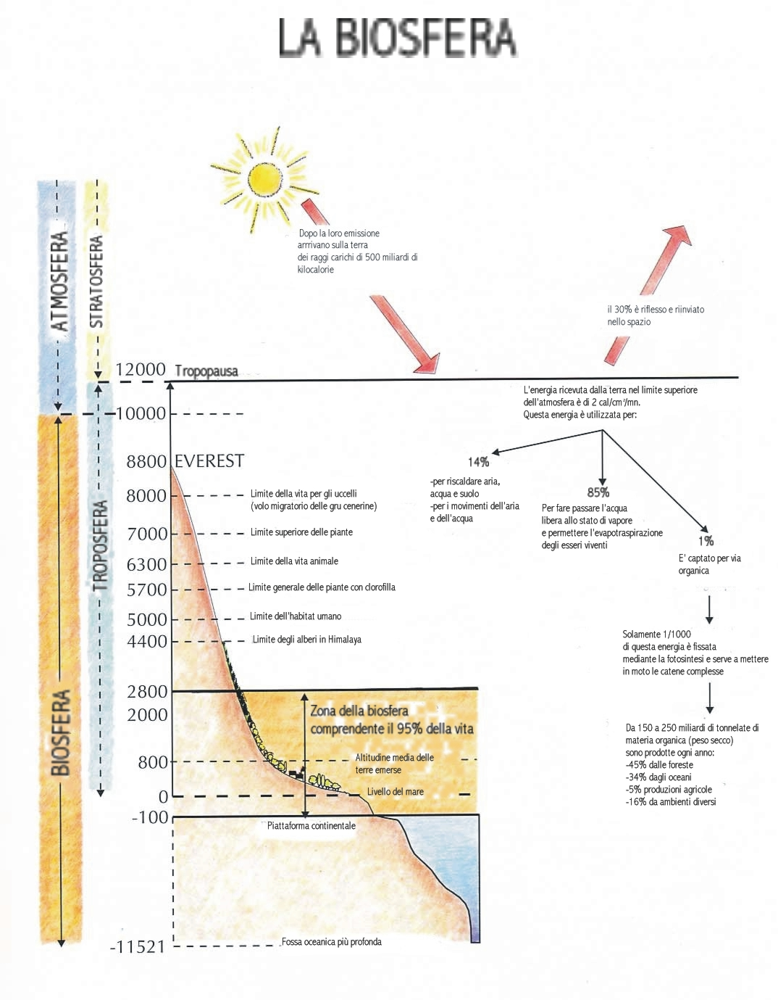 LA BIOSFERA
ATMOSFERA
STRATOSFERA
Dopo la loro emissione
arrrivano sulla terra
dei raggi carichi di 500 miliardi di
kilocalorie
il 30% è riflesso e riinviato
nello spazio
12000 Tropopausa
L'energia ricevuta dalla terra nel limite superiore
dell'atmosfera è di 2 cal/cm²/mn.
Questa energia è utilizzata per:
10000
8800 EVEREST
14%
-per riscaldare aria,
acqua e suolo
-per i movimenti dell'aria
e dell'acqua
85%
Per fare passare l'acqua
libera allo stato di vapore
e permettere l'evapotraspirazione
degli esseri viventi
1%
E' captato per via
organica
8000
Limite della vita per gli uccelli
(volo migratorio delle gru cenerine)
7000
Limite superiore delle piante
6300
Limite della vita animale
5700
Limite generale delle piante con clorofilla
5000
Limite dell'habitat umano
4400
Limite degli alberi in Himalaya
TROPOSFERA
BIOSFERA
Solamente 1/1000
di questa energia è fissata
mediante la fotosintesi e serve a mettere
in moto le catene complesse
2800
2000
Zona della biosfera
comprendente il 95% della vita
Da 150 a 250 miliardi di tonnelate di
materia organica (peso secco)
sono prodotte ogni anno:
-45% dalle foreste
-34% dagli oceani
-5% produzioni agricole
-16% da ambienti diversi
800
Altitudine media delle
terre emerse
0
Livello del mare
-100
Piattaforma continentale
-11521
Fossa oceanica più profonda